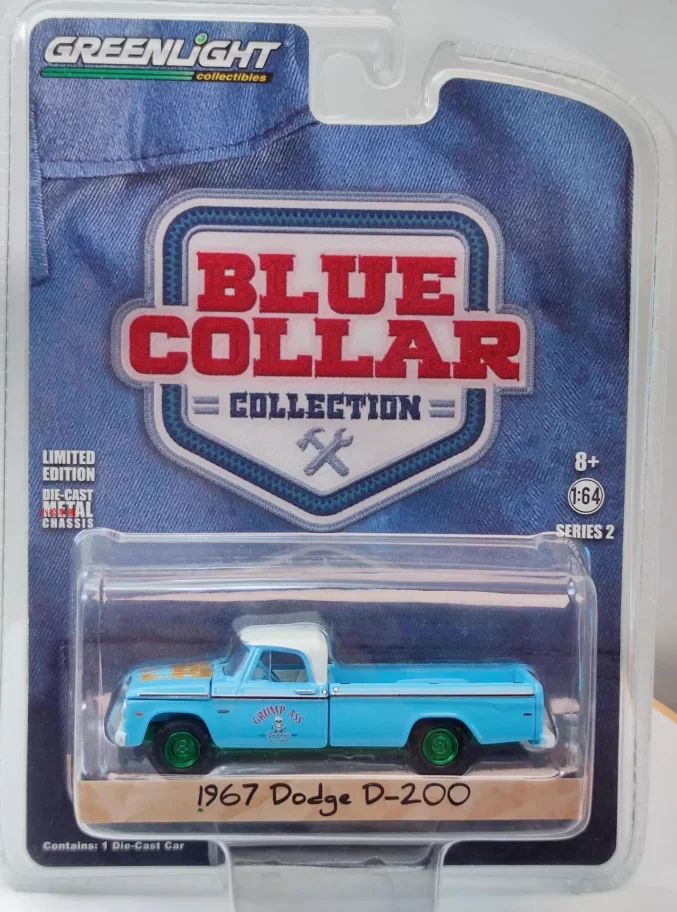 GREENLiGHT
collectibles
BLUE
COLLAR
COLLECTION
LIMITED
EDITION
DIE-CAST
METAL
CHASSIS
8+
1:64
SERIES 2
GRUMP ASS
1967 Dodge D-200
Contains: 1 Die-Cast Car